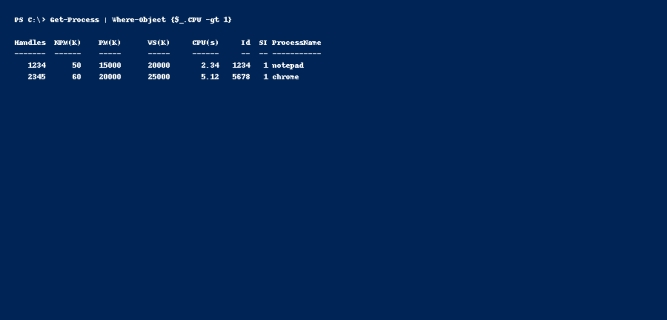 PS C:\> Get-Process | Where-Object {$_.CPU -gt 1}
Handles  NPM(K)    PM(K)      VS(K)     CPU(s)     Id  SI ProcessName
-------  ------    -----      -----     ------     --  -- -----------
   1234      50    15000      20000       2.34   1234   1 notepad
   2345      60    20000      25000       5.12   5678   1 chrome